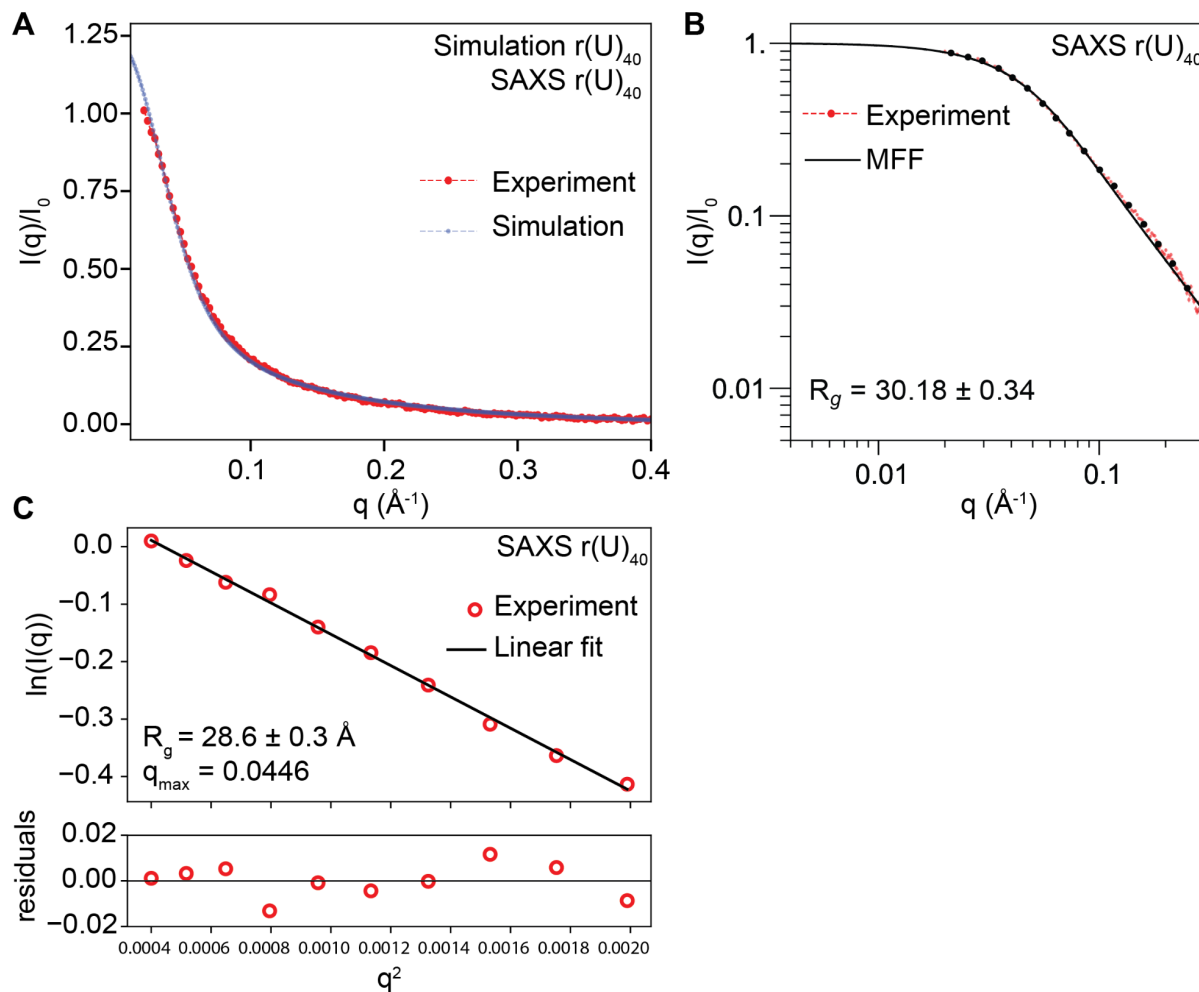 A
1.25
1.00
0.75
0.50
0.25
0.00
I(q)/I₀
Simulation r(U)₄₀
SAXS r(U)₄₀
Experiment
Simulation
0.1
0.2
0.3
0.4
q (Å⁻¹)
B
1.
0.1
0.01
I(q)/I₀
SAXS r(U)₄₀
Experiment
MFF
R_g = 30.18 ± 0.34
0.01
0.1
q (Å⁻¹)
C
0.0
−0.1
−0.2
−0.3
−0.4
ln(I(q))
SAXS r(U)₄₀
Experiment
Linear fit
R_g = 28.6 ± 0.3 Å
q_max = 0.0446
0.02
0.00
−0.02
residuals
0.0004 0.0006 0.0008 0.0010 0.0012 0.0014 0.0016 0.0018 0.0020
q²